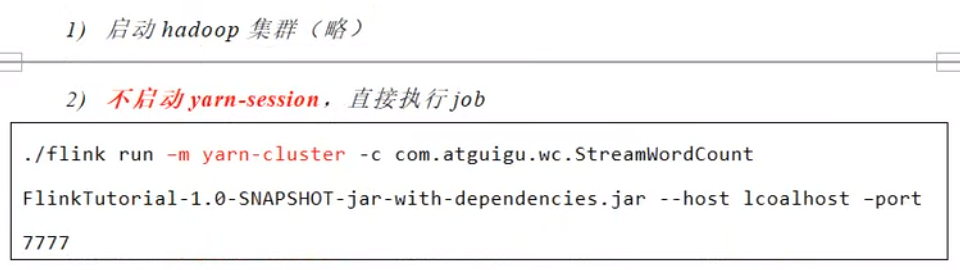 1) 启动 hadoop 集群（略）
2) 不启动 yarn-session，直接执行 job
./flink run –m yarn-cluster -c com.atguigu.wc.StreamWordCount
FlinkTutorial-1.0-SNAPSHOT-jar-with-dependencies.jar --host lcoalhost –port
7777